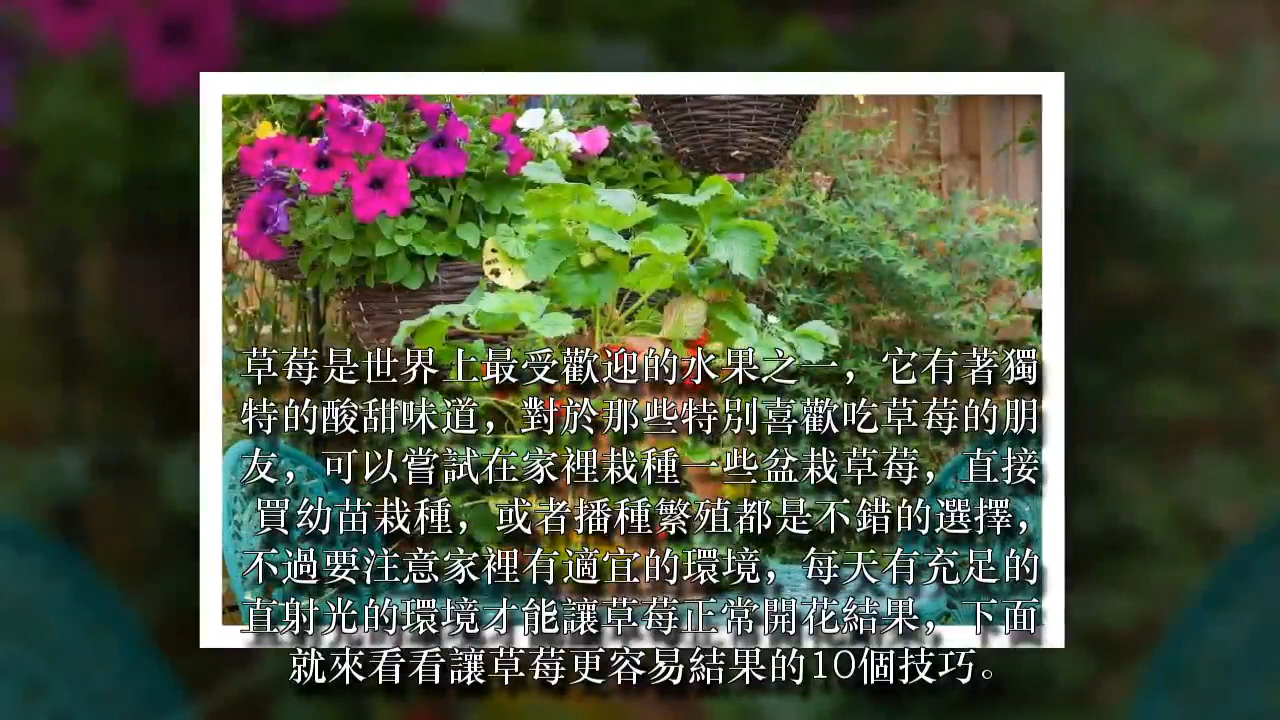 草莓是世界上最受歡迎的水果之一，它有著獨
特的酸甜味道，對於那些特別喜歡吃草莓的朋
友，可以嘗試在家裡栽種一些盆栽草莓，直接
買幼苗栽種，或者播種繁殖都是不錯的選擇，
不過要注意家裡有適宜的環境，每天有充足的
直射光的環境才能讓草莓正常開花結果，下面
就來看看讓草莓更容易結果的10個技巧。